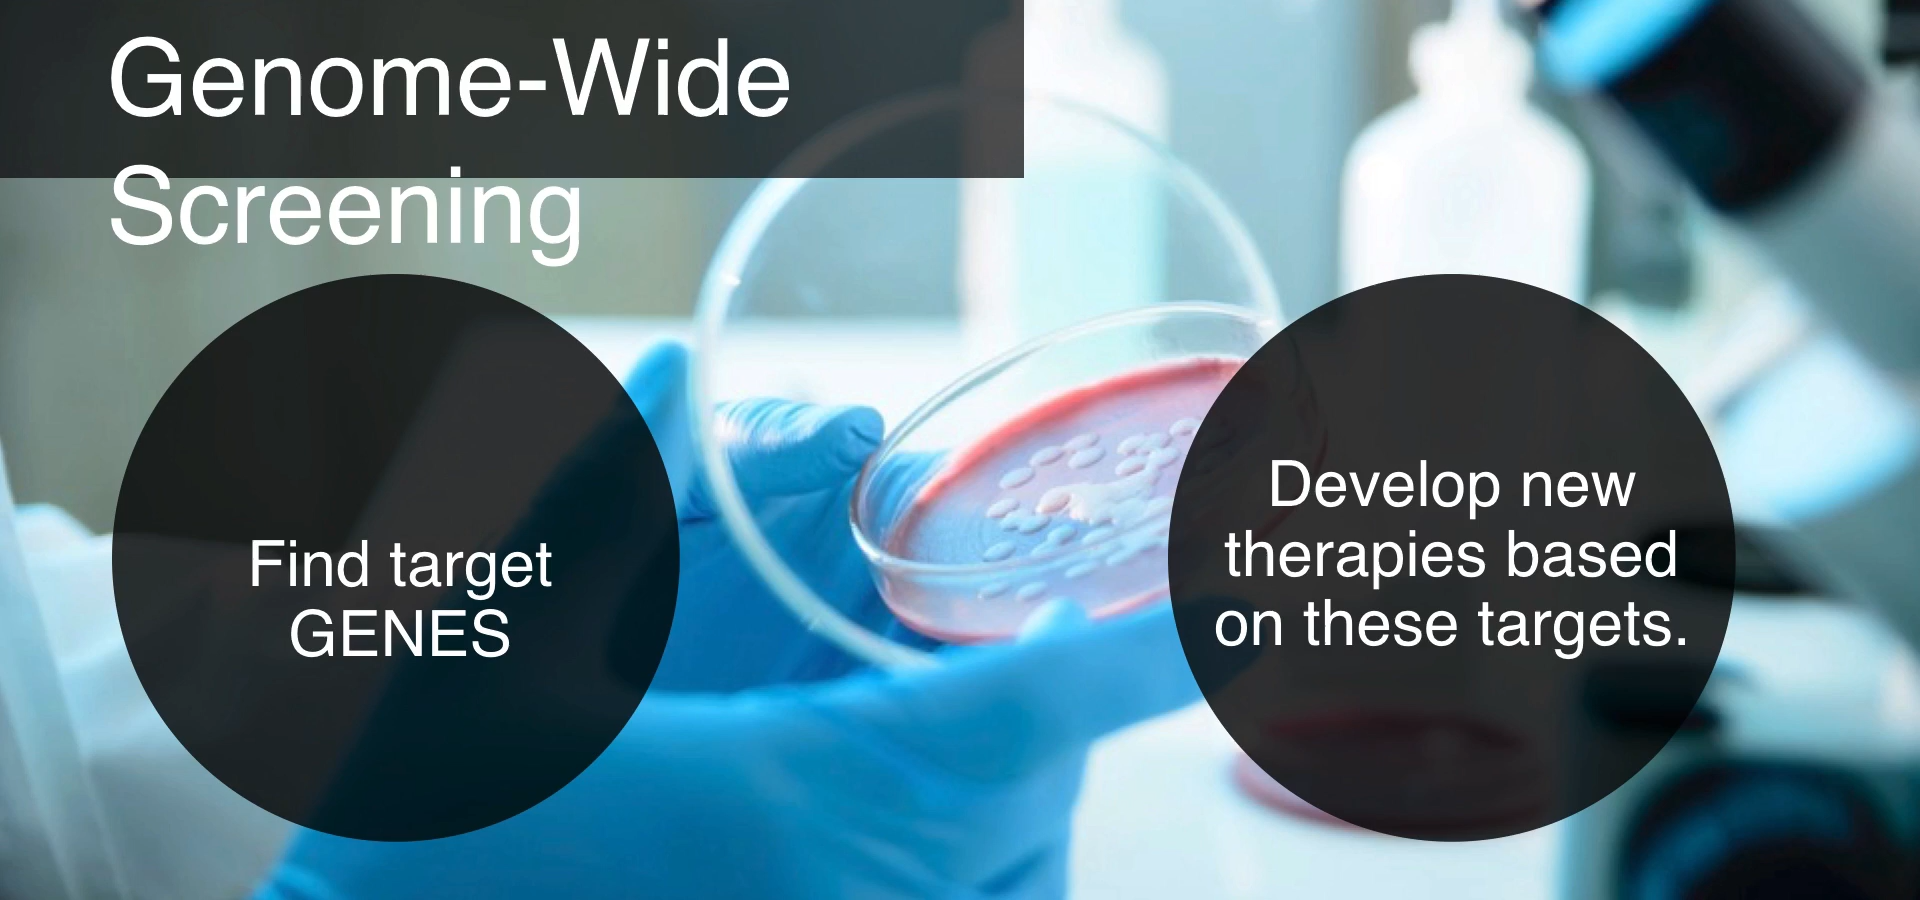 Genome-Wide
Screening
Find target
GENES
Develop new
therapies based
on these targets.